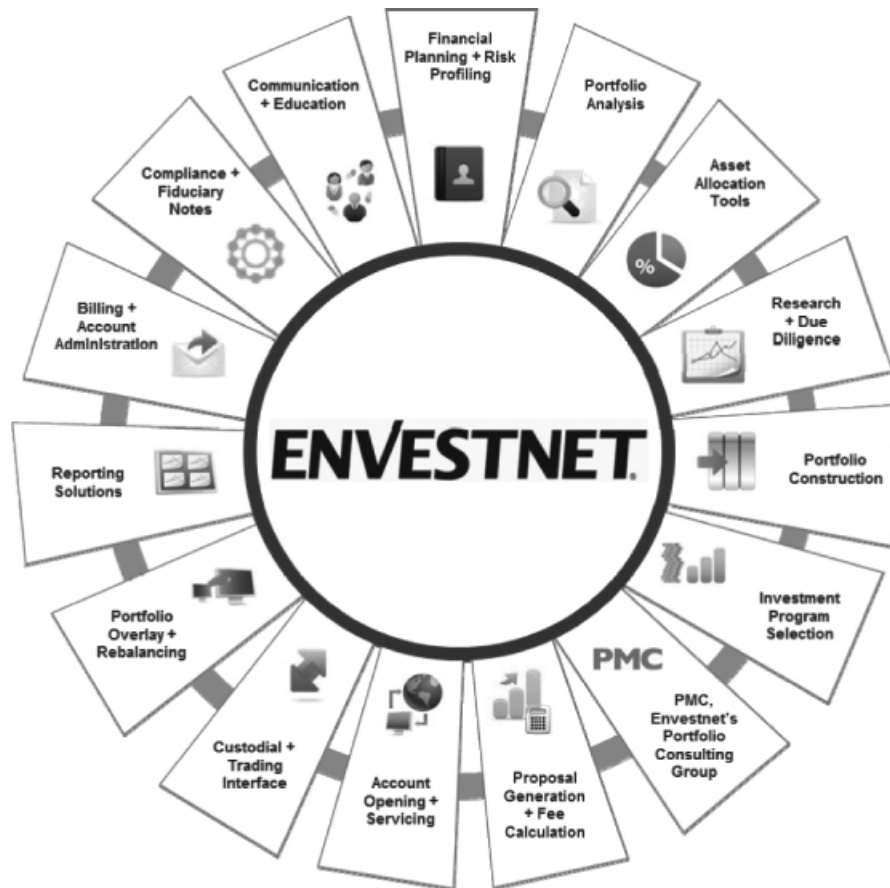 Financial
Planning + Risk
Profiling
Portfolio
Analysis
Asset
Allocation
Tools
%
Research
+ Due
Diligence
Portfolio
Construction
Investment
Program
Selection
PMC
PMC,
Envestnet's
Portfolio
Consulting
Group
Proposal
Generation
+ Fee
Calculation
Account
Opening +
Servicing
Custodial +
Trading
Interface
Portfolio
Overlay +
Rebalancing
Reporting
Solutions
Billing +
Account
Administration
Compliance +
Fiduciary
Notes
Communication
+ Education
ENVESTNET®